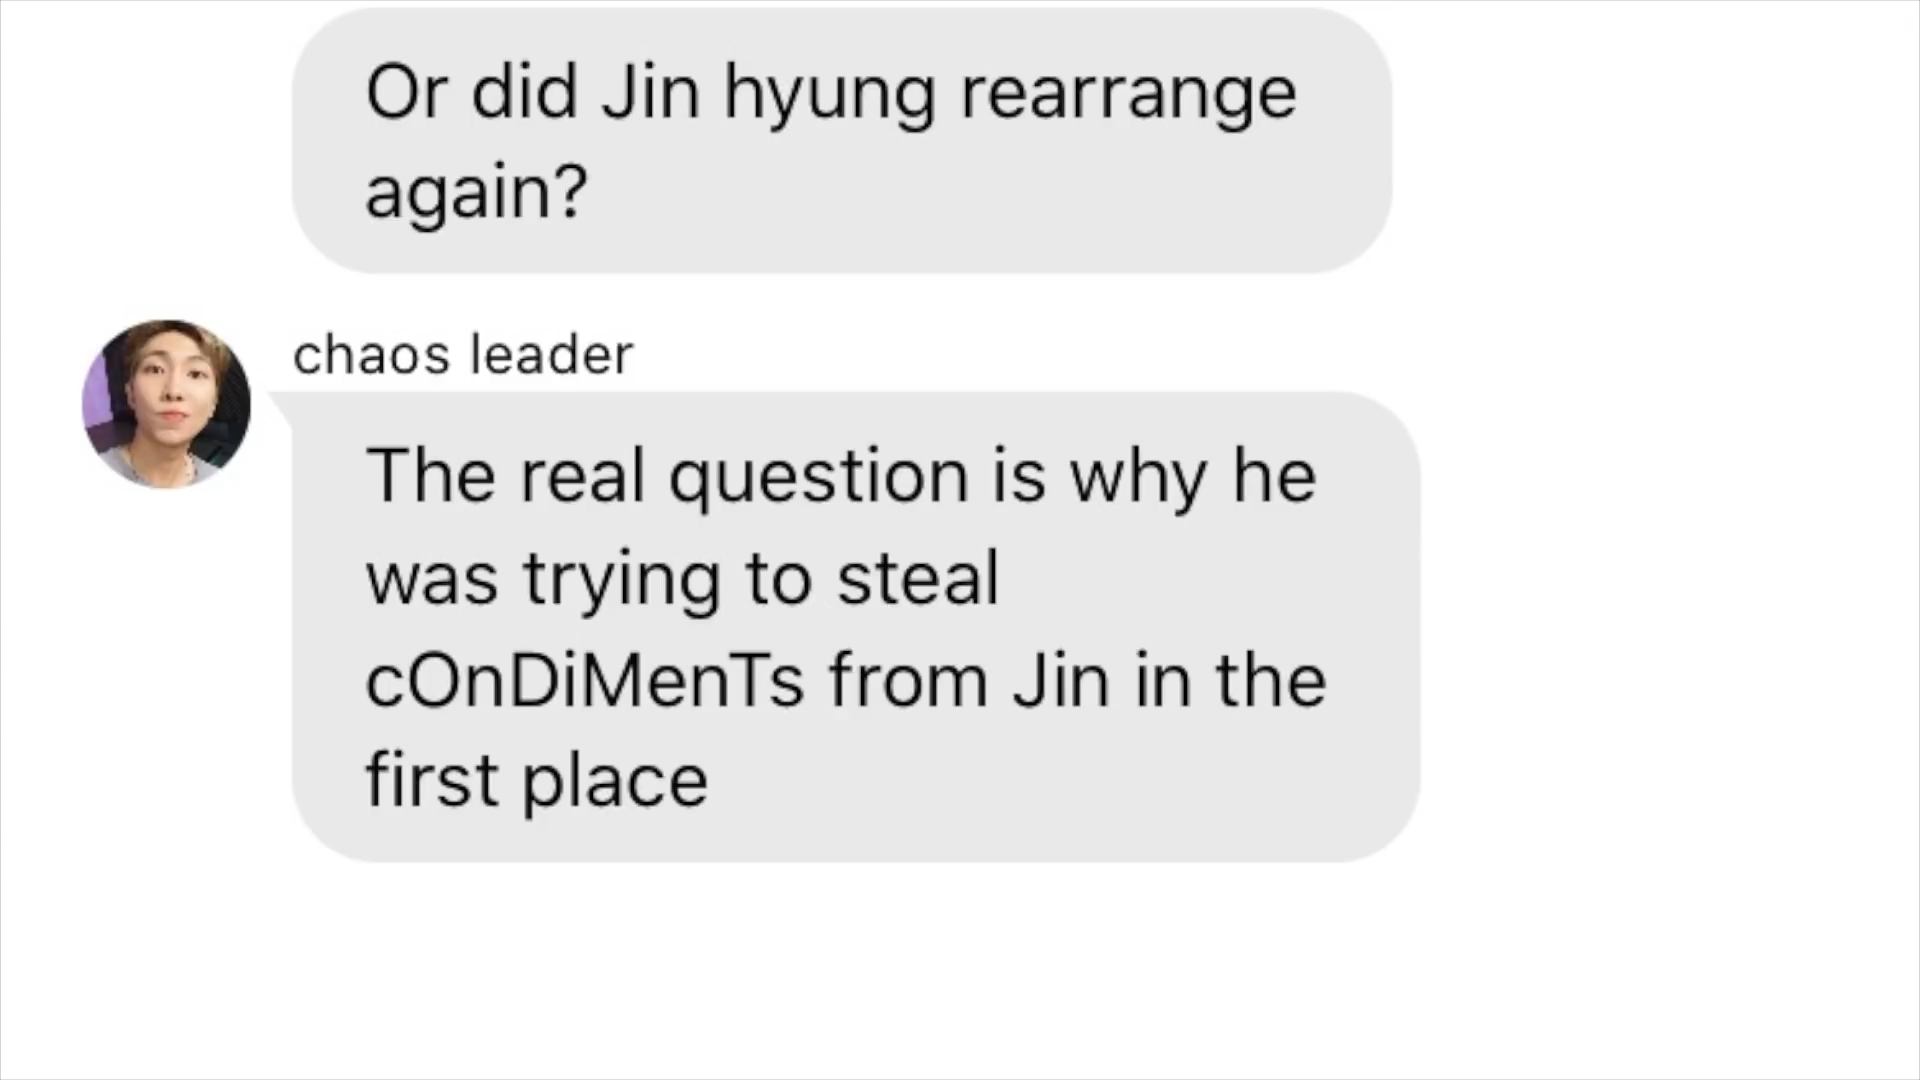 Or did Jin hyung rearrange
again?
chaos leader
The real question is why he
was trying to steal
cOnDiMenTs from Jin in the
first place